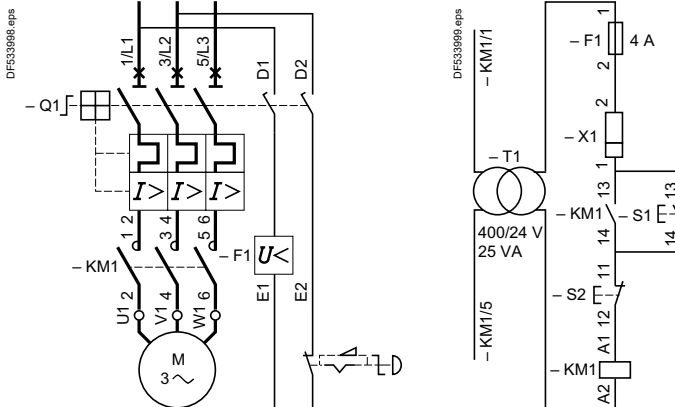 DF533998.eps
1/L1
3/L2
5/L3
D1
D2
– Q1
I>
I>
I>
1 2
3 4
5 6
– KM1
– F1
U<
E1
E2
U1 2
V1 4
W1 6
M
3
DF533999.eps
– KM1/1
1
– F1
4 A
2
2
– X1
1
– T1
400/24 V
25 VA
13
– KM1
14
– S1
13
14
11
– S2
12
– KM1/5
A1
– KM1
A2